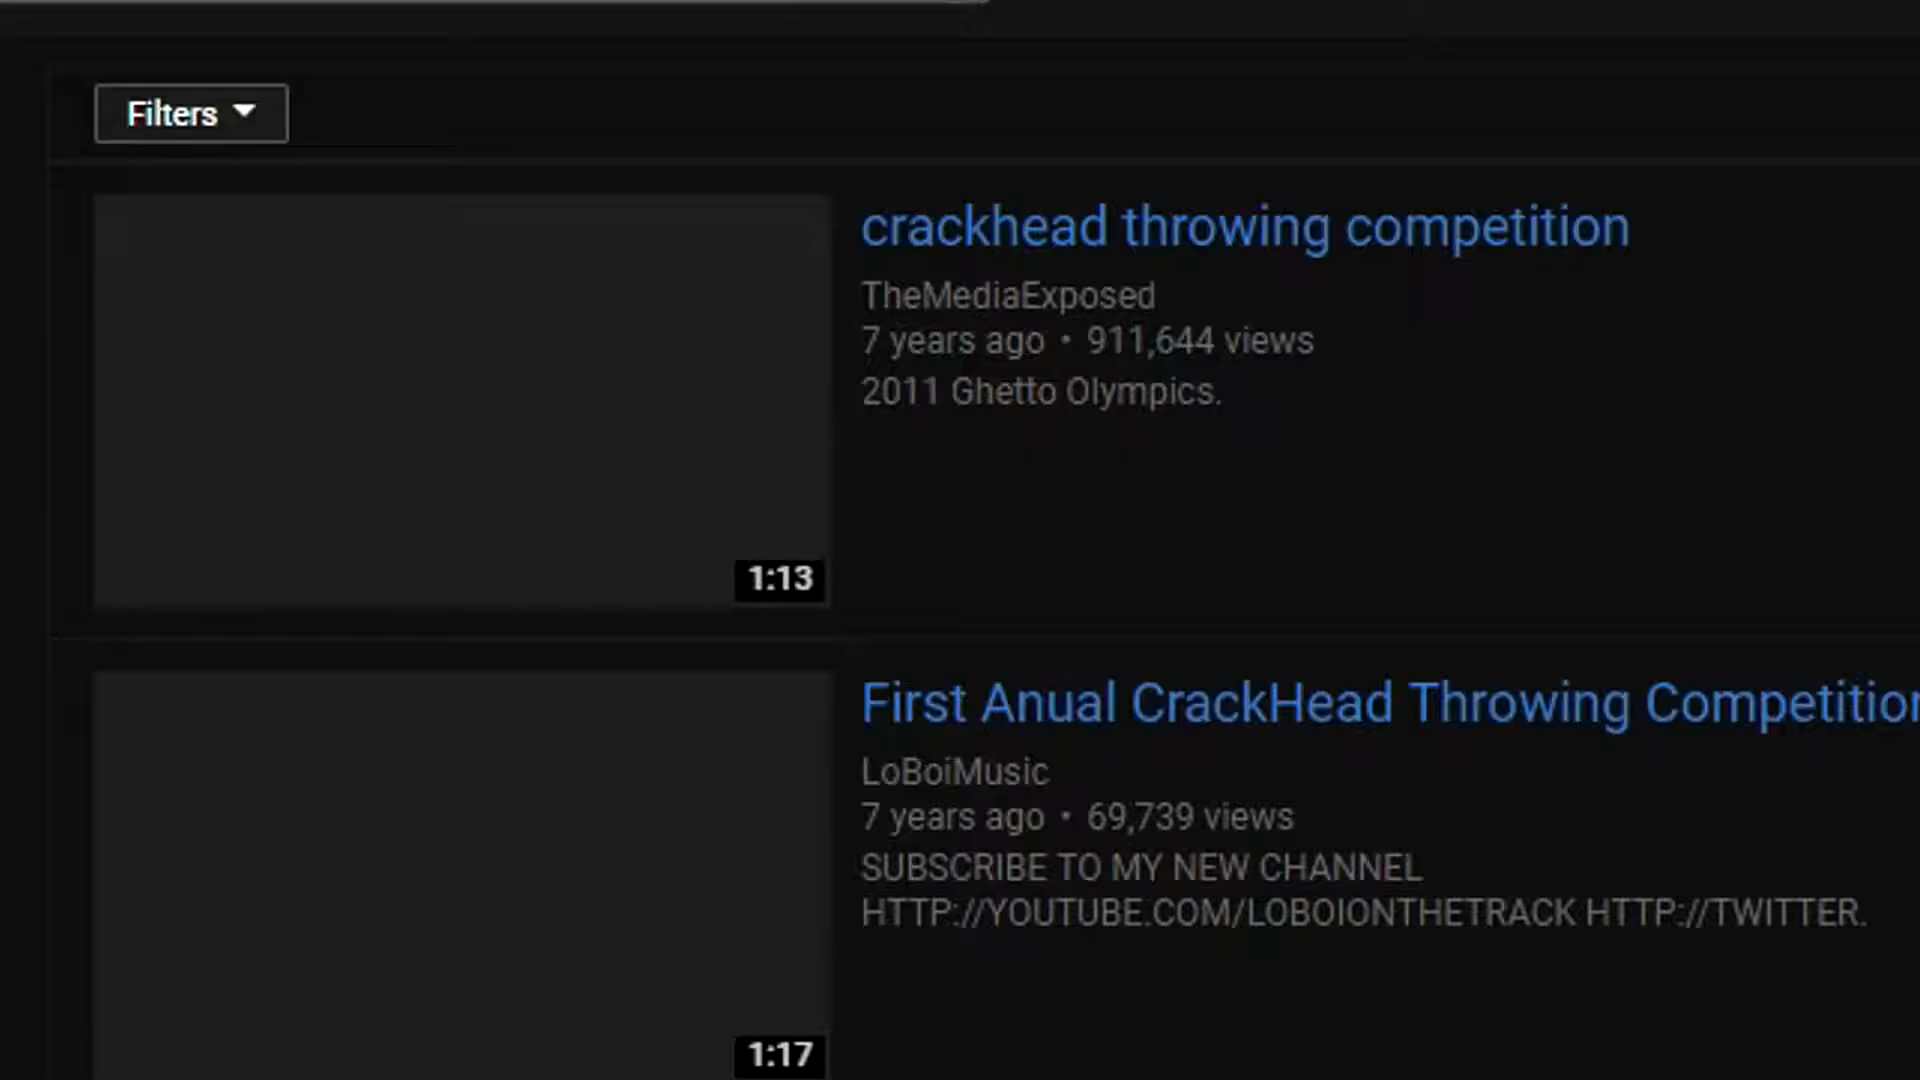 Filters
crackhead throwing competition
TheMediaExposed
7 years ago • 911,644 views
2011 Ghetto Olympics.
1:13
First Anual CrackHead Throwing Competition
LoBoiMusic
7 years ago • 69,739 views
SUBSCRIBE TO MY NEW CHANNEL
HTTP://YOUTUBE.COM/LOBOIONTHETRACK HTTP://TWITTER.
1:17